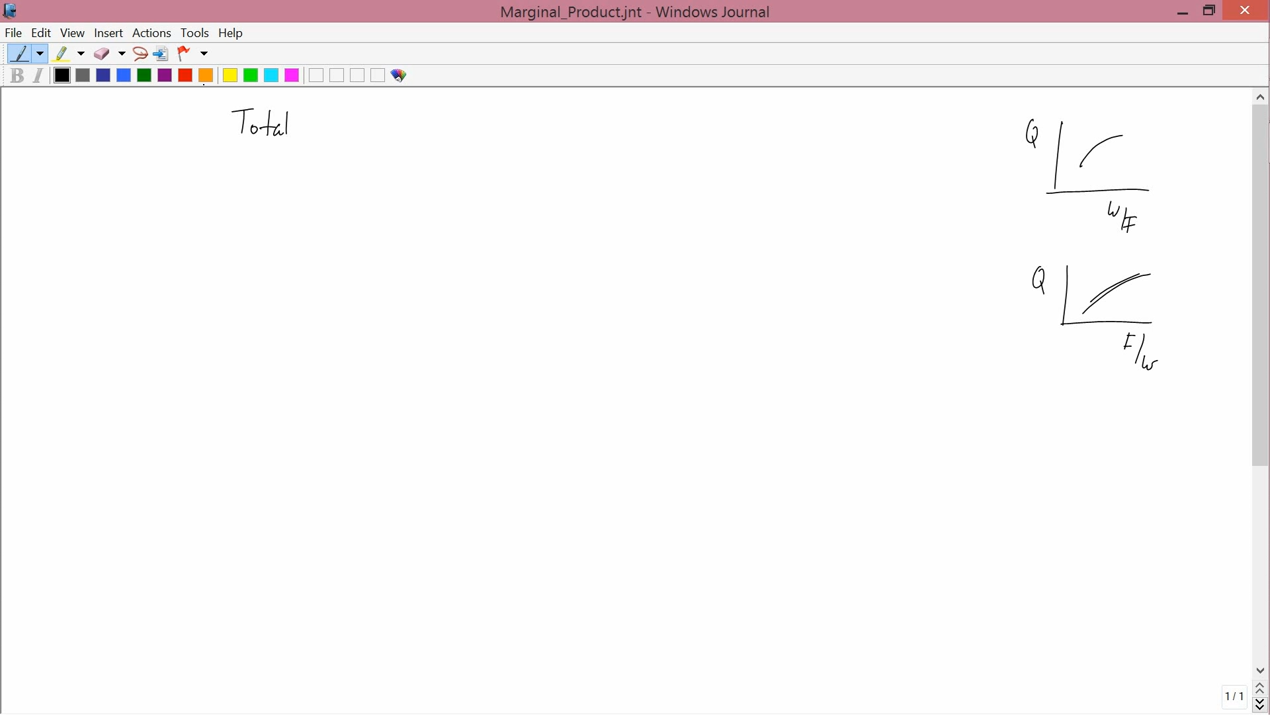 Marginal_Product.jnt - Windows Journal
File Edit View Insert Actions Tools Help
B I
Total
Q
W/F
Q
F/W
1 / 1